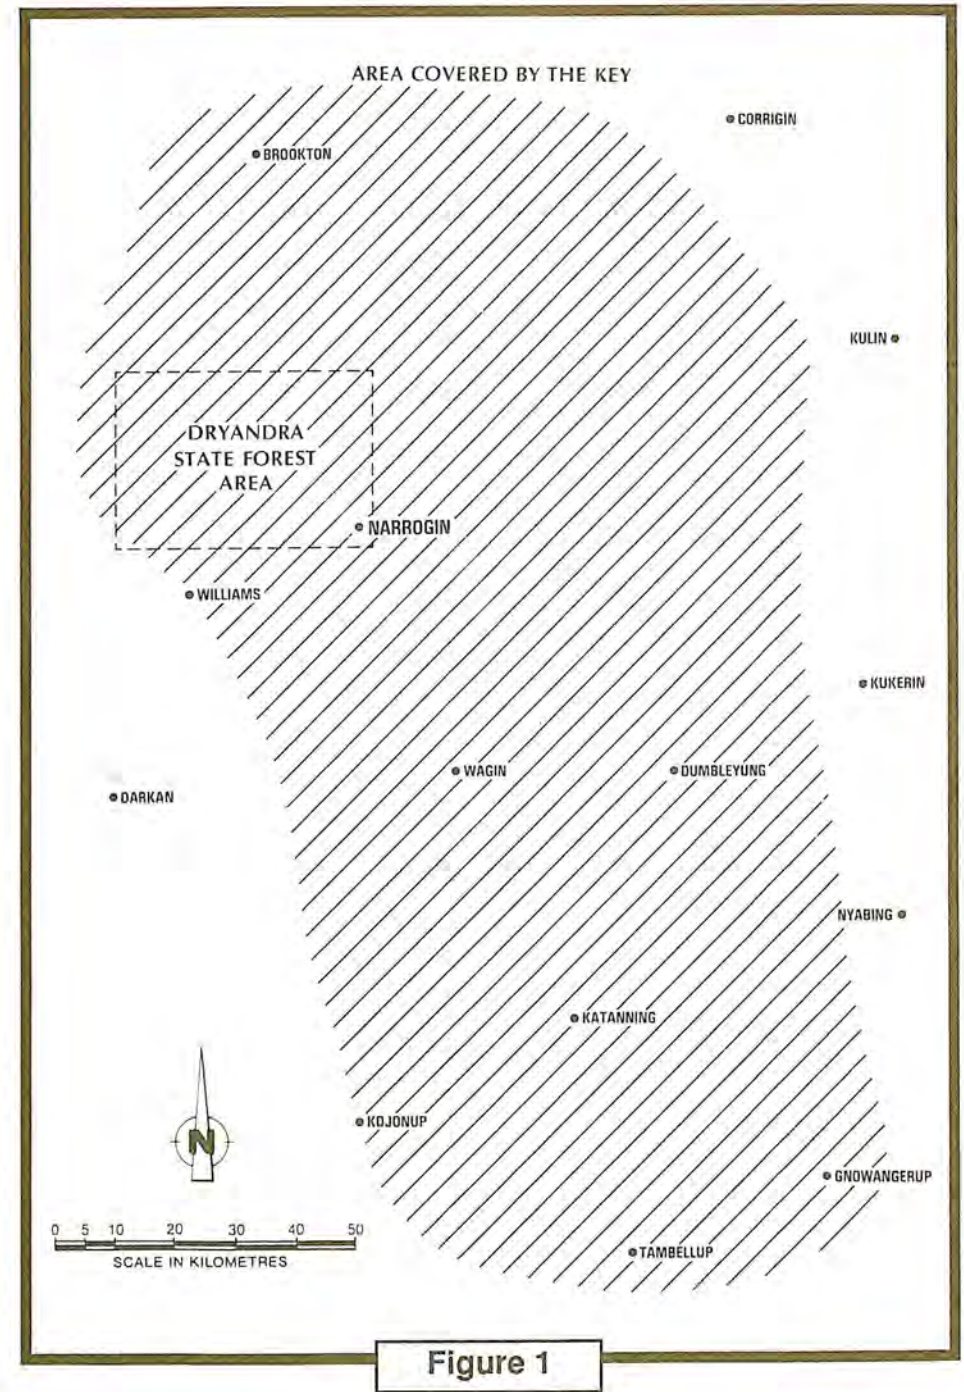 AREA COVERED BY THE KEY
CORRIGIN
BROOKTON
KULIN
DRYANDRA
STATE FOREST
AREA
NARROGIN
WILLIAMS
KUKERIN
WAGIN
DUMBLEYUNG
DARKAN
NYABING
KATANNING
N
KOJONUP
GNOWANGERUP
0 5 10 20 30 40 50
TAMBELLUP
SCALE IN KILOMETRES
Figure 1